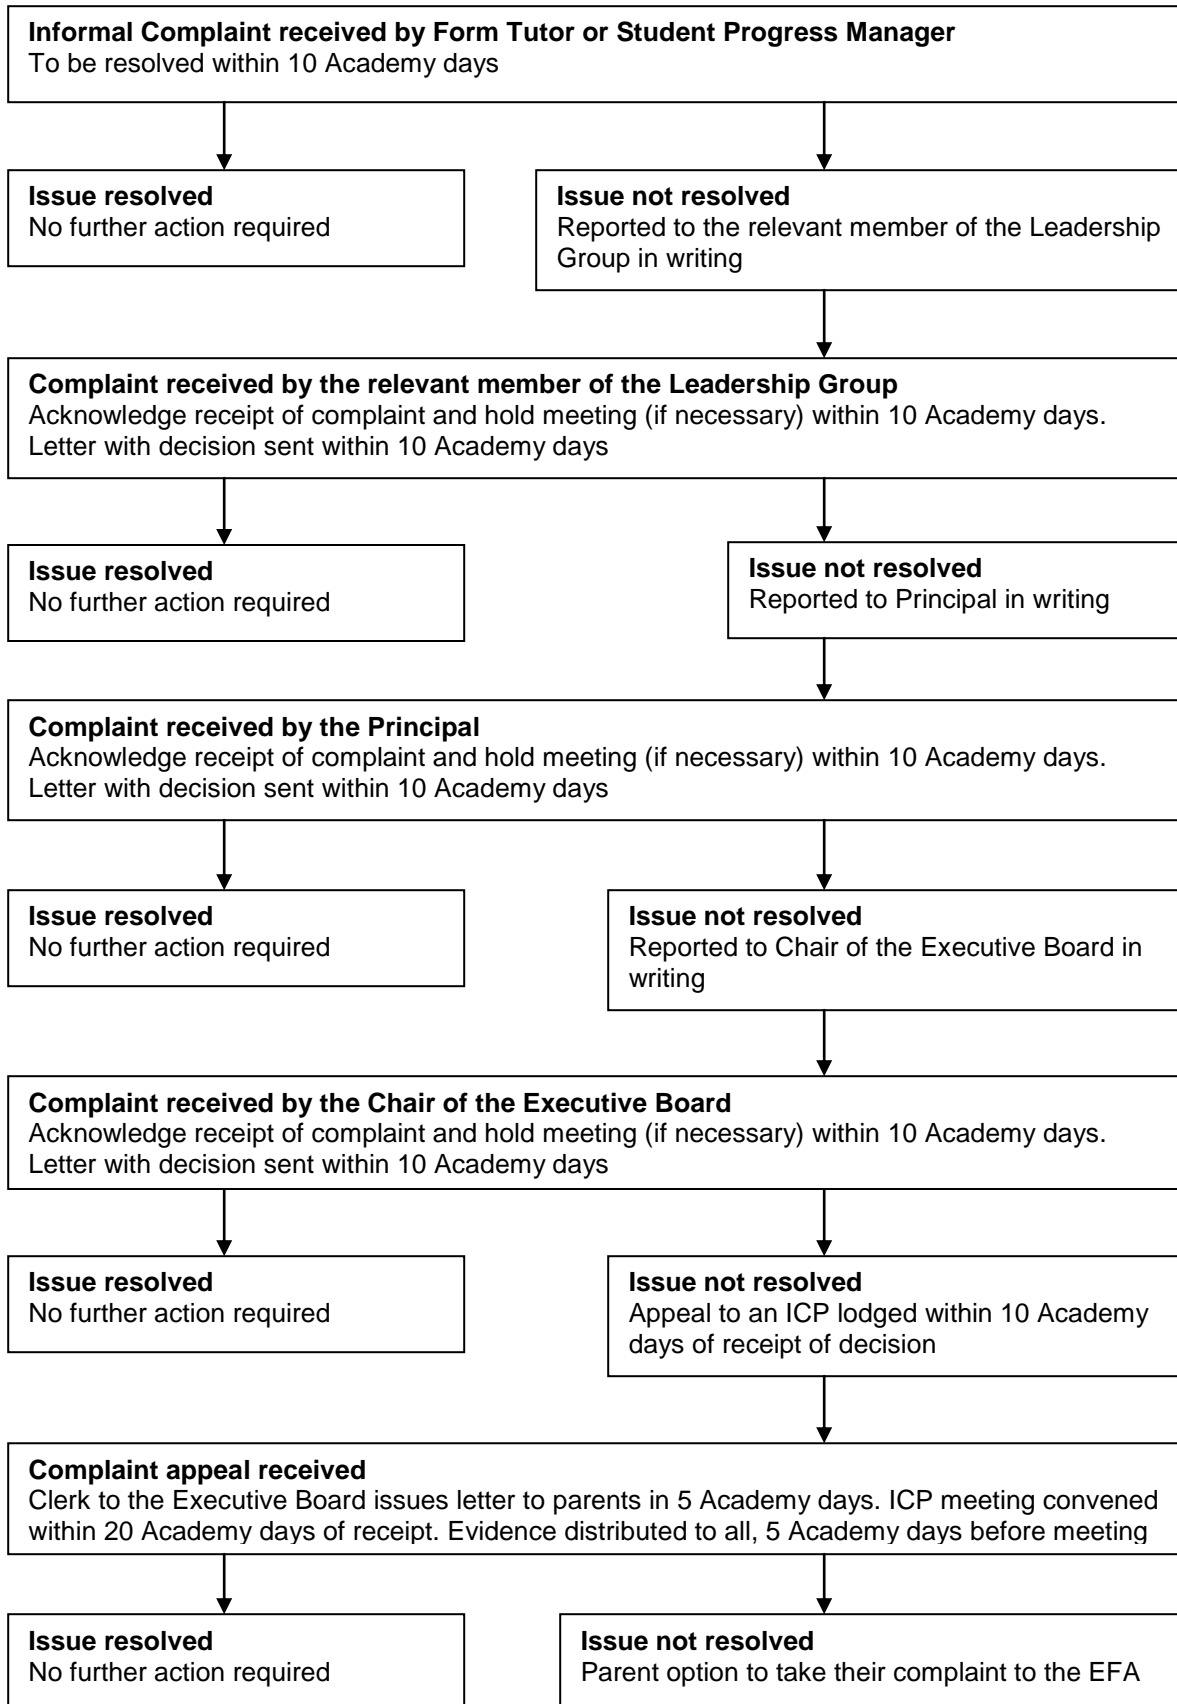 Informal Complaint received by Form Tutor or Student Progress Manager
To be resolved within 10 Academy days
Issue resolved
No further action required
Issue not resolved
Reported to the relevant member of the Leadership
Group in writing
Complaint received by the relevant member of the Leadership Group
Acknowledge receipt of complaint and hold meeting (if necessary) within 10 Academy days.
Letter with decision sent within 10 Academy days
Issue resolved
No further action required
Issue not resolved
Reported to Principal in writing
Complaint received by the Principal
Acknowledge receipt of complaint and hold meeting (if necessary) within 10 Academy days.
Letter with decision sent within 10 Academy days
Issue resolved
No further action required
Issue not resolved
Reported to Chair of the Executive Board in
writing
Complaint received by the Chair of the Executive Board
Acknowledge receipt of complaint and hold meeting (if necessary) within 10 Academy days.
Letter with decision sent within 10 Academy days
Issue resolved
No further action required
Issue not resolved
Appeal to an ICP lodged within 10 Academy
days of receipt of decision
Complaint appeal received
Clerk to the Executive Board issues letter to parents in 5 Academy days. ICP meeting convened
within 20 Academy days of receipt. Evidence distributed to all, 5 Academy days before meeting
Issue resolved
No further action required
Issue not resolved
Parent option to take their complaint to the EFA